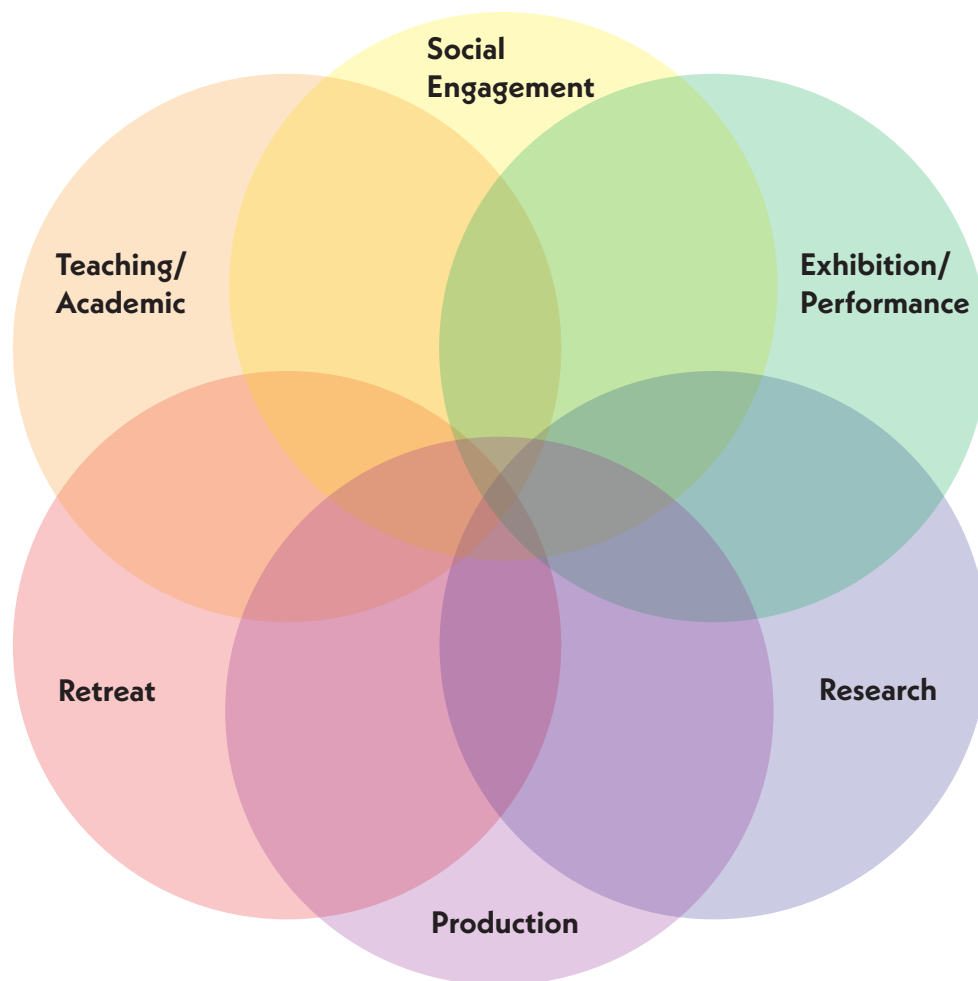 Social
Engagement
Teaching/
Academic
Exhibition/
Performance
Retreat
Research
Production